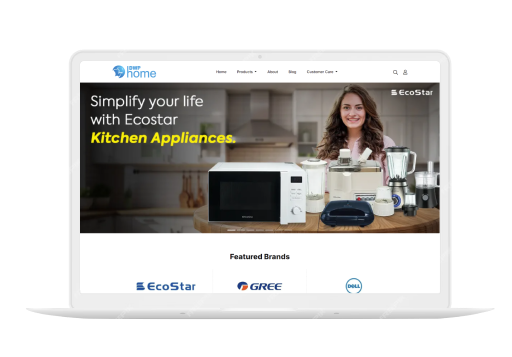 DWP
home
Home Products About Blog Customer Care
EcoStar
Simplify your life
with Ecostar
Kitchen Appliances.
Featured Brands
EcoStar
GREE
DELL